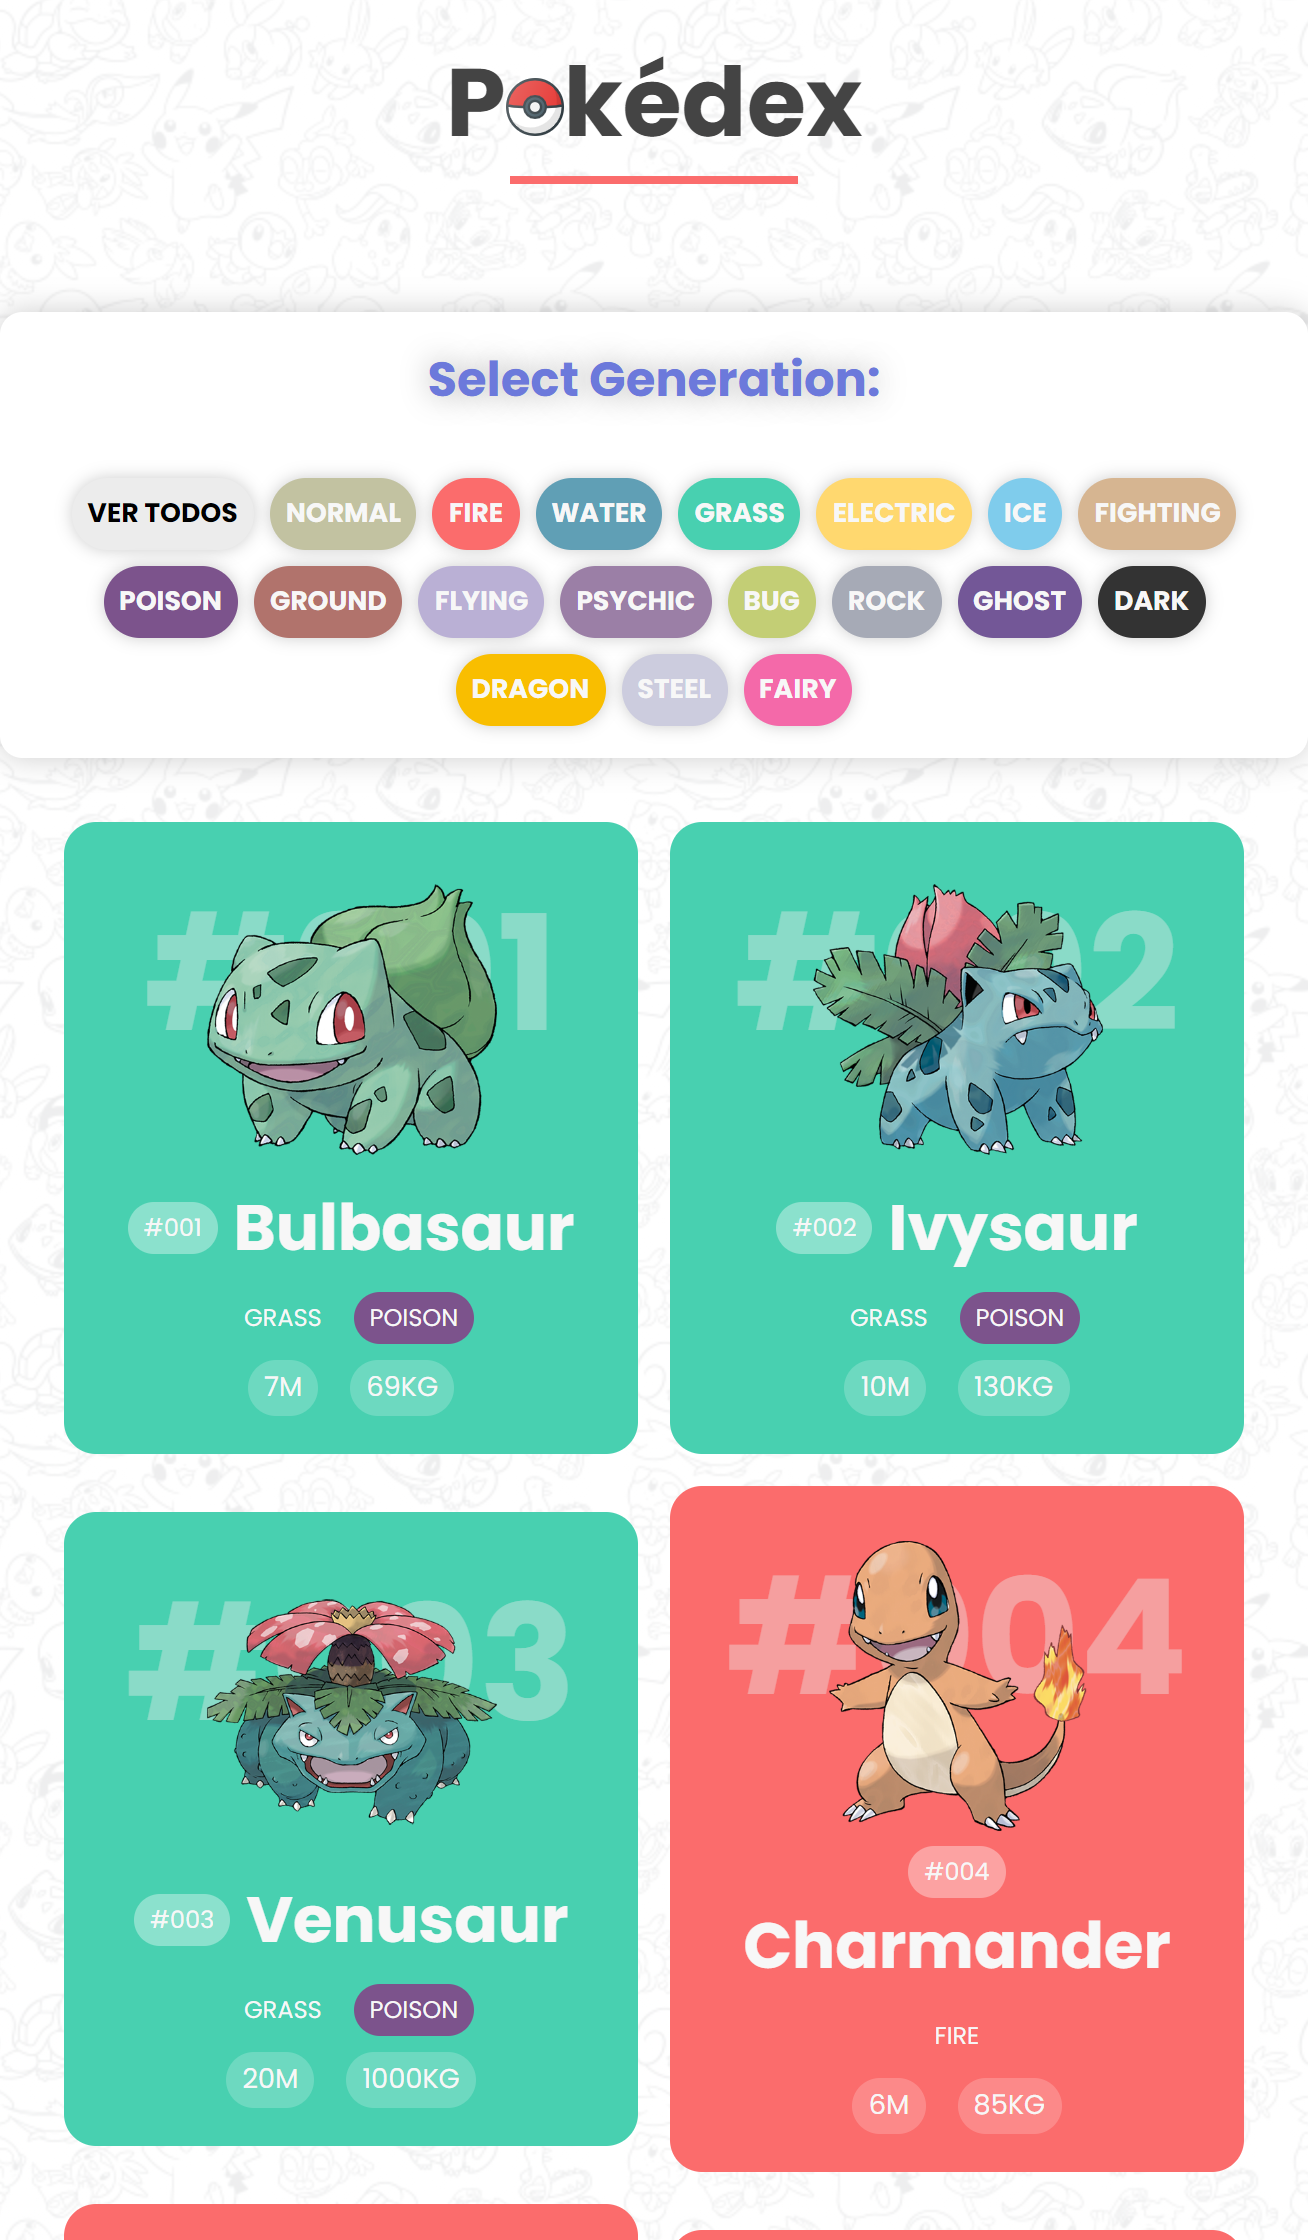 Pokédex
Select Generation:
VER TODOS NORMAL FIRE WATER GRASS ELECTRIC ICE FIGHTING
POISON GROUND FLYING PSYCHIC BUG ROCK GHOST DARK
DRAGON STEEL FAIRY
#001
#001 Bulbasaur
GRASS POISON
7M 69KG
#002
#002 Ivysaur
GRASS POISON
10M 130KG
#003
#003 Venusaur
GRASS POISON
20M 1000KG
#004
#004
Charmander
FIRE
6M 85KG